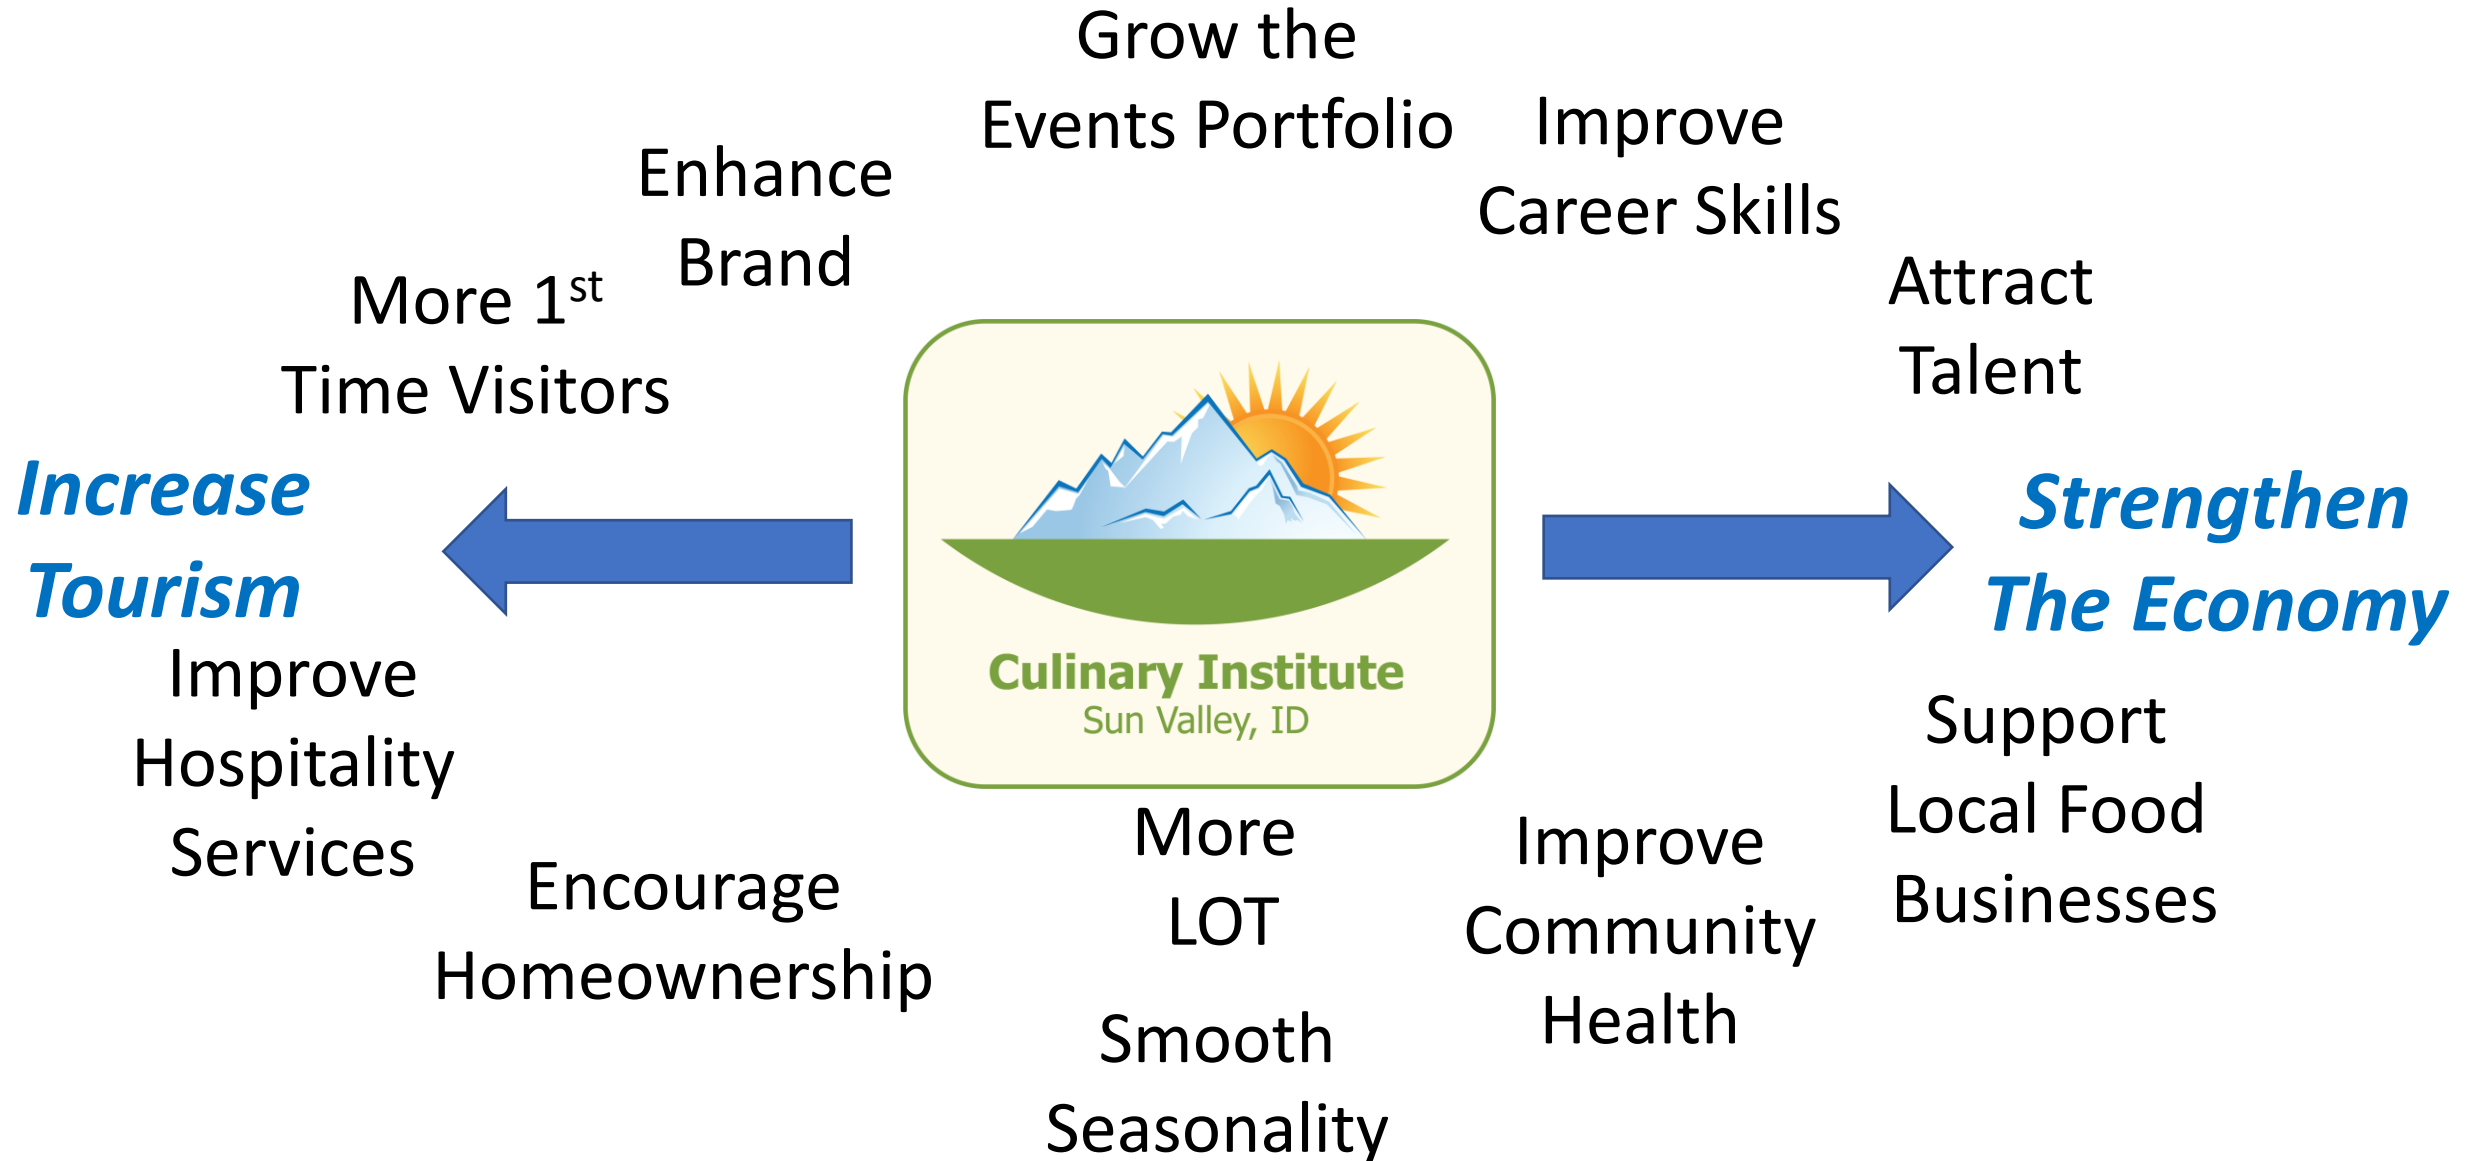 Grow the
Events Portfolio
Improve
Career Skills
Enhance
Brand
Attract
Talent
More 1st
Time Visitors
Increase
Tourism
Strengthen
The Economy
Culinary Institute
Sun Valley, ID
Improve
Hospitality
Services
Support
Local Food
Businesses
Encourage
Homeownership
More
LOT
Improve
Community
Health
Smooth
Seasonality